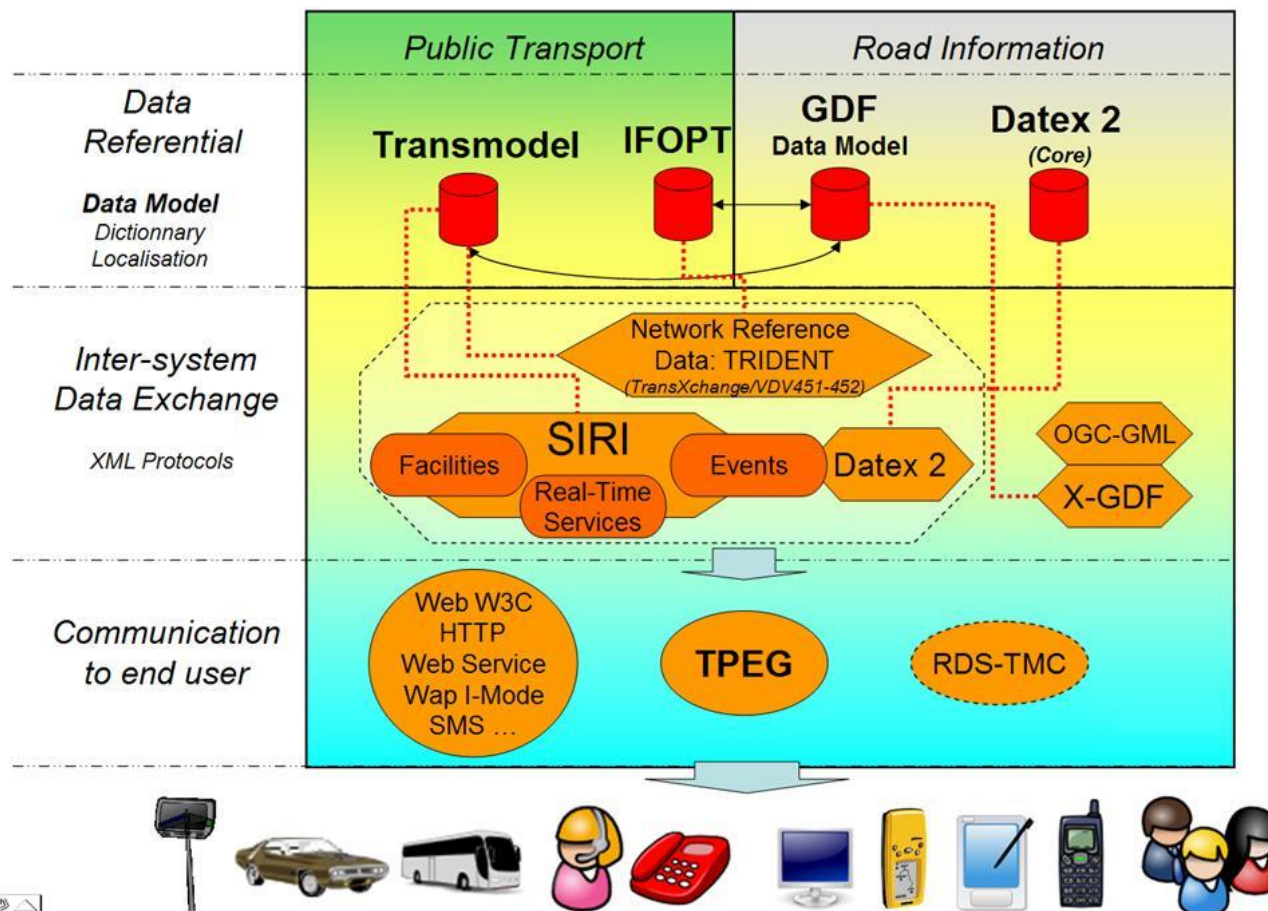 Public Transport
Road Information
Data
Referential
Data Model
Dictionnary
Localisation
Transmodel
IFOPT
GDF
Data Model
Datex 2
(Core)
Inter-system
Data Exchange
XML Protocols
Network Reference
Data: TRIDENT
(TransXchange/VDV451-452)
SIRI
Facilities
Real-Time
Services
Events
Datex 2
OGC-GML
X-GDF
Communication
to end user
Web W3C
HTTP
Web Service
Wap I-Mode
SMS ...
TPEG
RDS-TMC